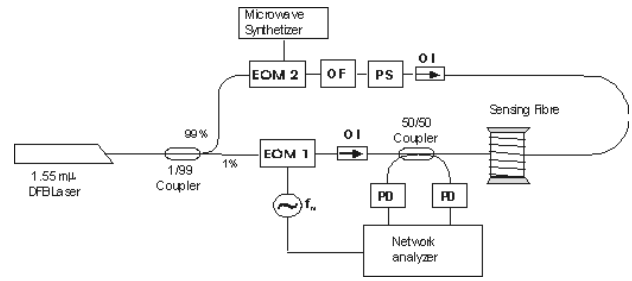 Microwave
Synthetizer
EOM 2
OF
PS
OI
Sensing Fibre
99%
1%
1.55 mµ
DFB Laser
1/99
Coupler
EOM 1
OI
50/50
Coupler
PD
PD
Network
analyzer